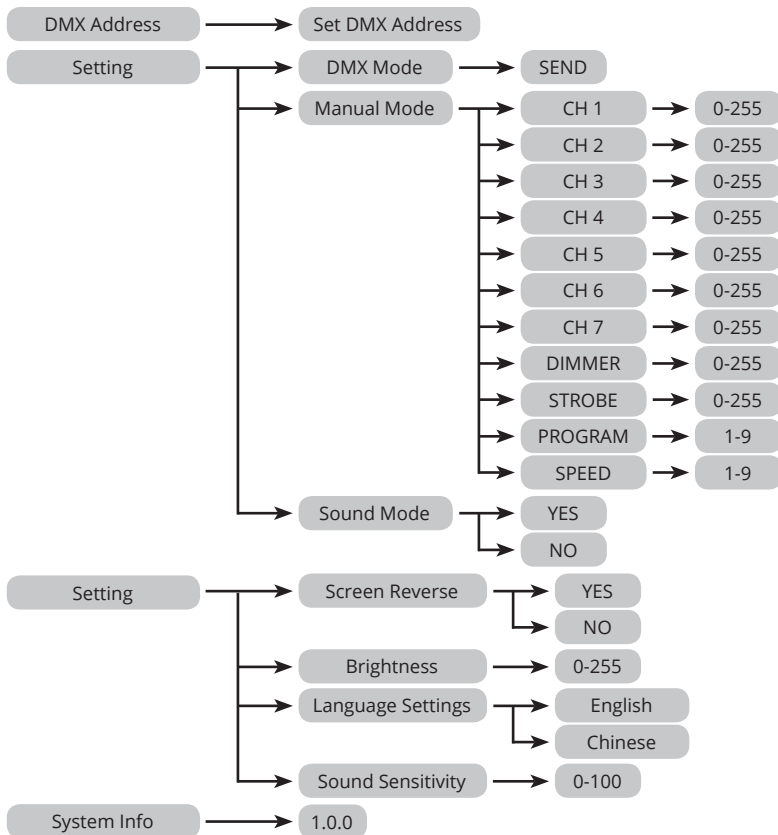 DMX Address Set DMX Address
Setting DMX Mode SEND
Manual Mode CH 1 0-255
CH 2 0-255
CH 3 0-255
CH 4 0-255
CH 5 0-255
CH 6 0-255
CH 7 0-255
DIMMER 0-255
STROBE 0-255
PROGRAM 1-9
SPEED 1-9
Sound Mode YES
NO
Setting Screen Reverse YES
NO
Brightness 0-255
Language Settings English
Chinese
Sound Sensitivity 0-100
System Info 1.0.0